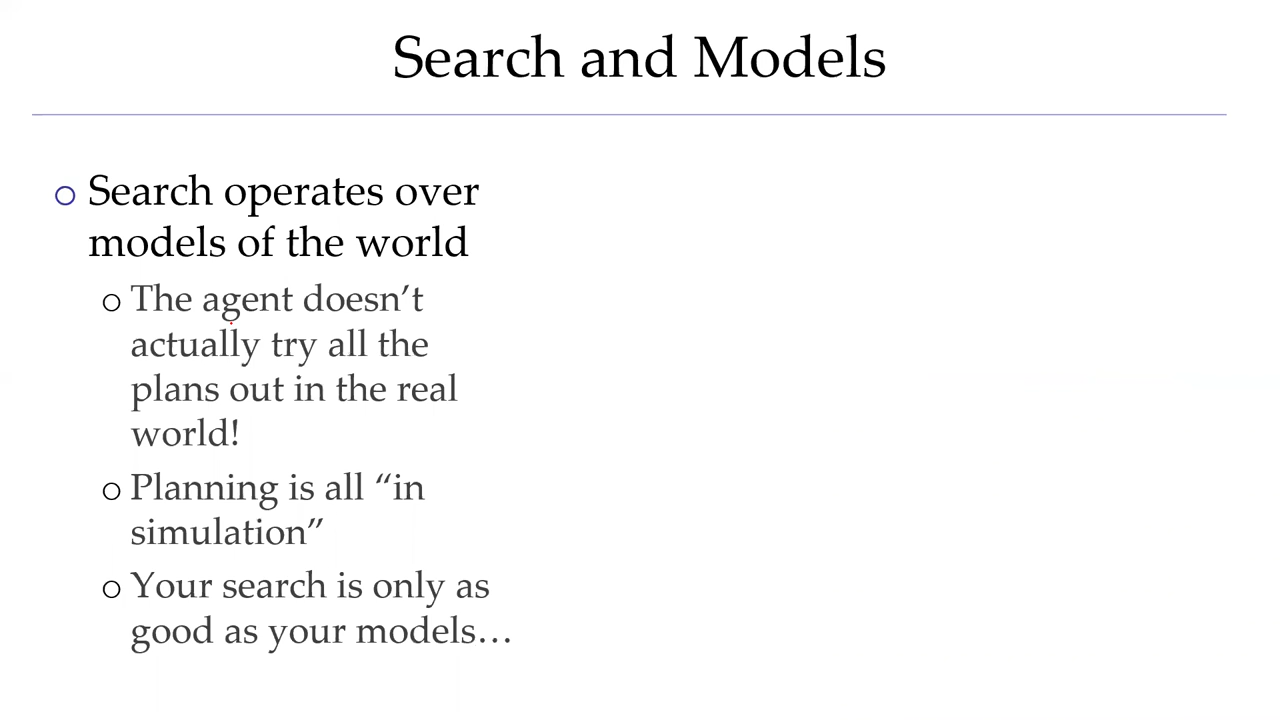 Search and Models
Search operates over
models of the world
The agent doesn’t
actually try all the
plans out in the real
world!
Planning is all “in
simulation”
Your search is only as
good as your models…